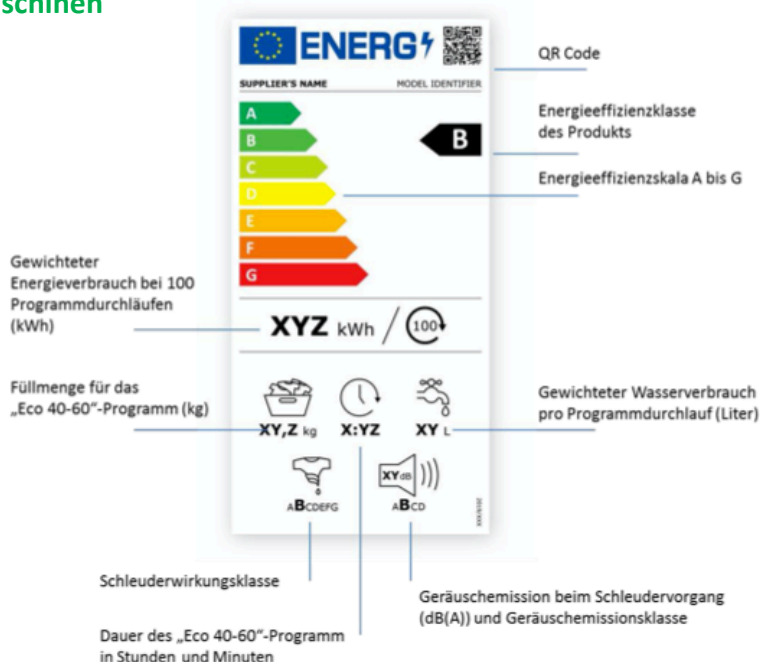 schinen
ENERG
SUPPLIER'S NAME
MODEL IDENTIFIER
QR Code
A
B
C
D
E
F
G
B
Energieeffizienzklasse
des Produkts
Energieeffizienzskala A bis G
Gewichteter
Energieverbrauch bei 100
Programmdurchläufen
(kWh)
XYZ kWh / 100
Füllmenge für das
„Eco 40-60“-Programm (kg)
XY,Z kg
X:YZ
XY L
Gewichteter Wasserverbrauch
pro Programmdurchlauf (Liter)
ABCDEFG
XY dB
ABCD
Schleuderwirkungsklasse
Geräuschemission beim Schleudervorgang
(dB(A)) und Geräuschemissionsklasse
Dauer des „Eco 40-60“-Programm
in Stunden und Minuten